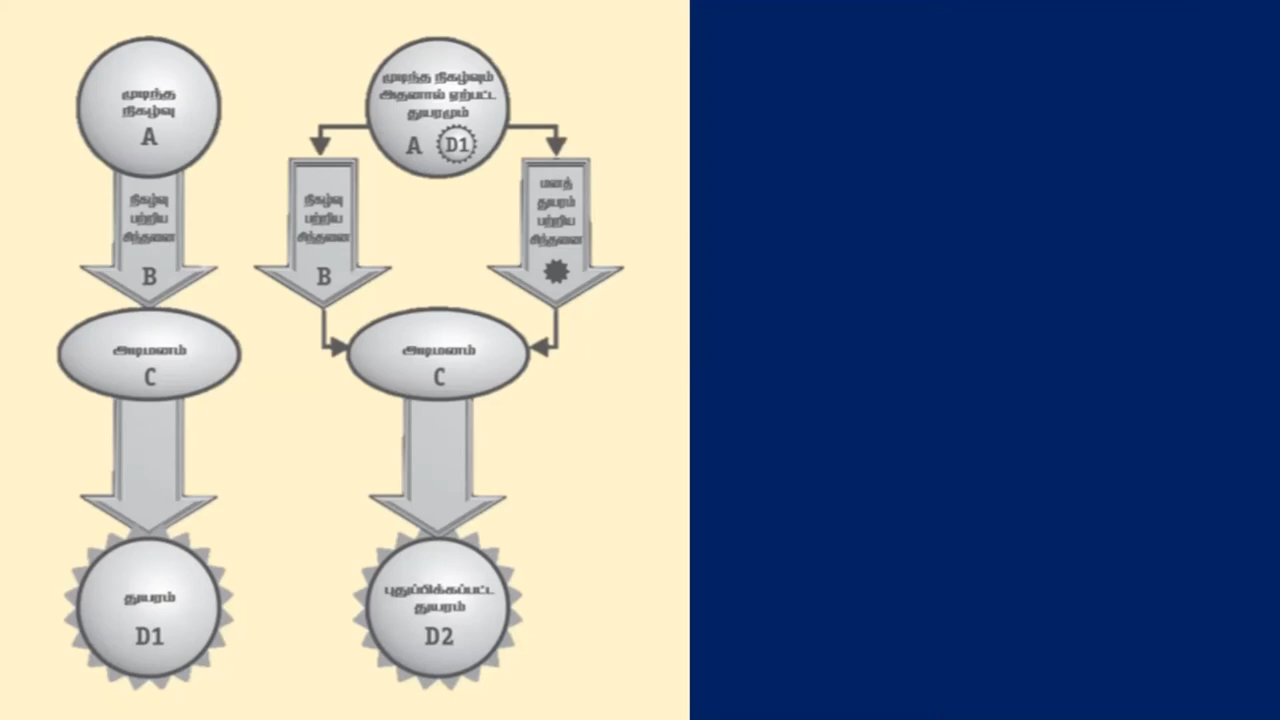 முடிந்த
நிகழ்வு
A
நிகழ்வு
பற்றிய
சிந்தனை
B
அடிமனம்
C
துயரம்
D1
முடிந்த நிகழ்வும்
அதனால் ஏற்பட்ட
துயரமும்
A D1
நிகழ்வு
பற்றிய
சிந்தனை
B
மனத்
துயரம்
பற்றிய
சிந்தனை
அடிமனம்
C
புதுப்பிக்கப்பட்ட
துயரம்
D2